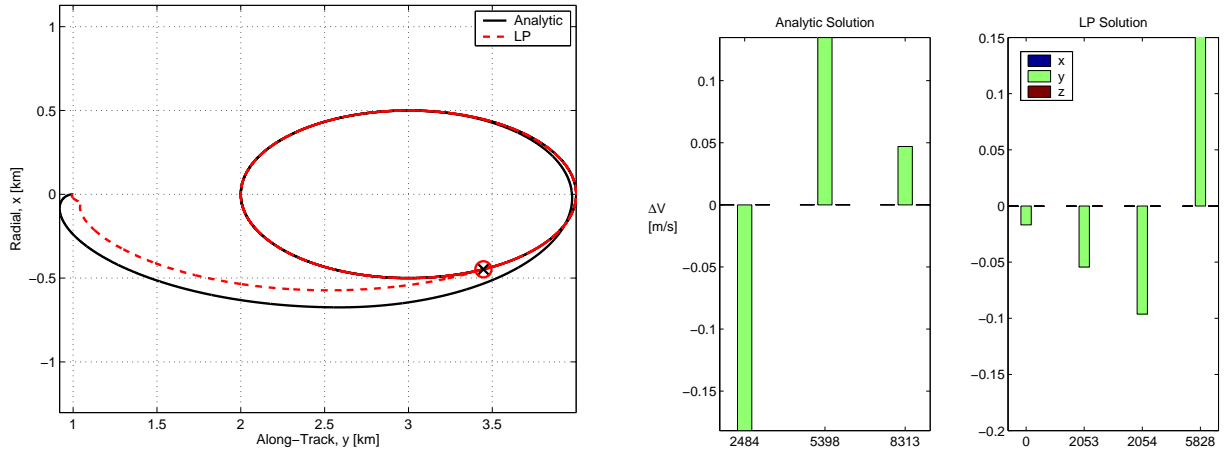 Analytic
LP
1
0.5
0
−0.5
−1
Radial, x [km]
1
1.5
2
2.5
3
3.5
Along−Track, y [km]
Analytic Solution
0.1
0.05
0
−0.05
−0.1
−0.15
ΔV
[m/s]
2484
5398
8313
LP Solution
x
y
z
0.15
0.1
0.05
0
−0.05
−0.1
−0.15
−0.2
0
2053
2054
5828